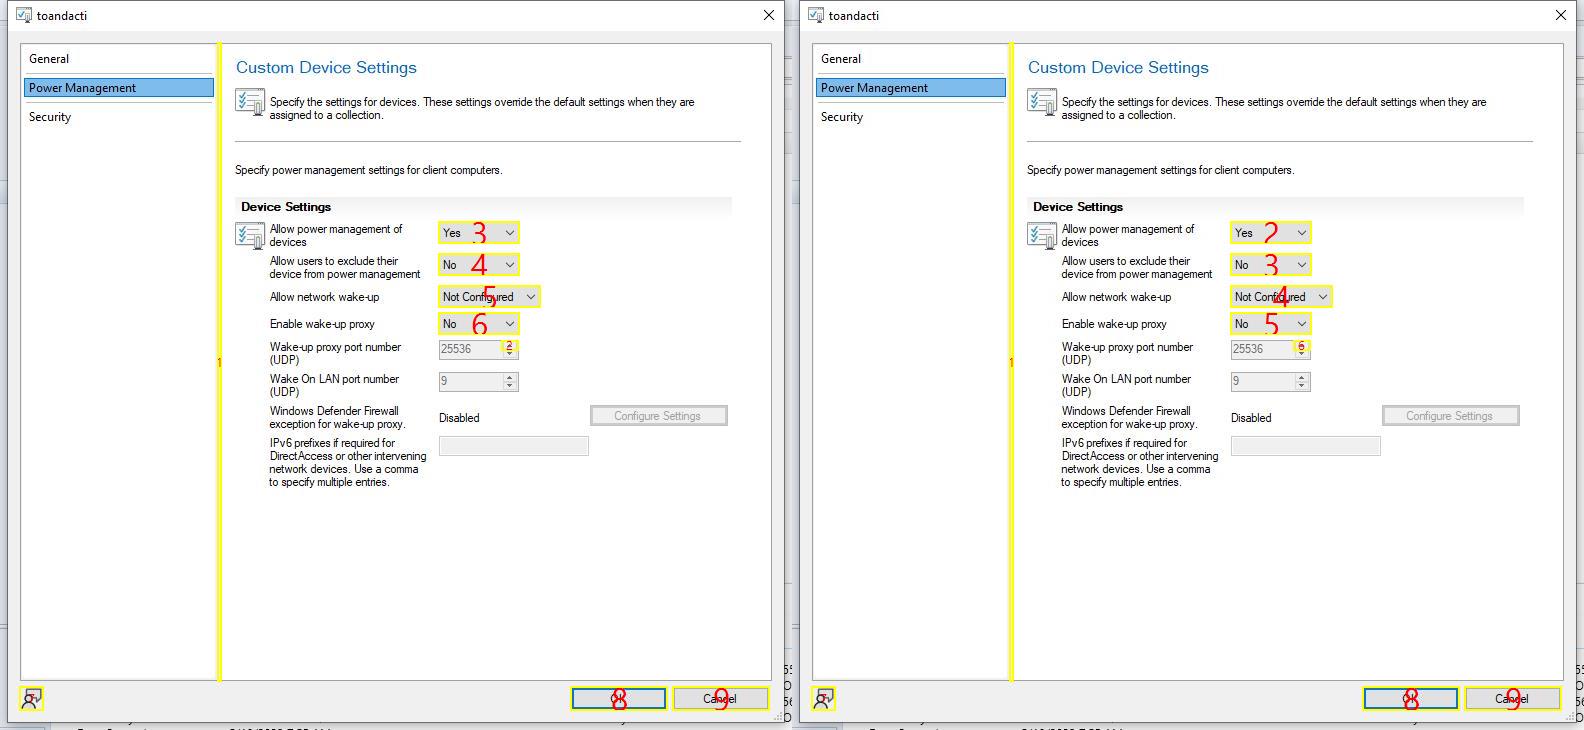 toandacti
General
Power Management
Security
Custom Device Settings
Specify the settings for devices. These settings override the default settings when they are
assigned to a collection.
Specify power management settings for client computers.
Device Settings
Allow power management of
devices
Yes 3
Allow users to exclude their
device from power management
No 4
Allow network wake-up
Not Configured 5
Enable wake-up proxy
No 6
1
Wake-up proxy port number
(UDP)
25536 2
Wake On LAN port number
(UDP)
9
Windows Defender Firewall
exception for wake-up proxy.
Disabled
Configure Settings
IPv6 prefixes if required for
DirectAccess or other intervening
network devices. Use a comma
to specify multiple entries.
8
Cancel 9
toandacti
General
Power Management
Security
Custom Device Settings
Specify the settings for devices. These settings override the default settings when they are
assigned to a collection.
Specify power management settings for client computers.
Device Settings
Allow power management of
devices
Yes 2
Allow users to exclude their
device from power management
No 3
Allow network wake-up
Not Configured 4
Enable wake-up proxy
No 5
1
Wake-up proxy port number
(UDP)
25536 6
Wake On LAN port number
(UDP)
9
Windows Defender Firewall
exception for wake-up proxy.
Disabled
Configure Settings
IPv6 prefixes if required for
DirectAccess or other intervening
network devices. Use a comma
to specify multiple entries.
8
Cancel 9